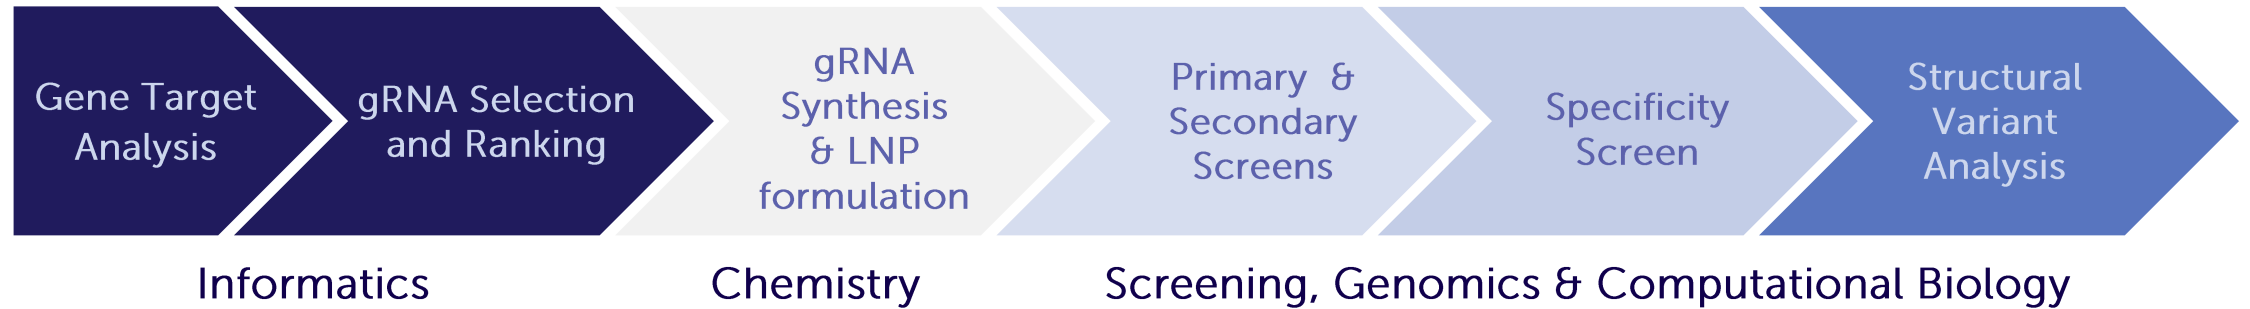 Gene Target
Analysis
gRNA Selection
and Ranking
gRNA
Synthesis
& LNP
formulation
Primary & 
Secondary
Screens
Specificity
Screen
Structural
Variant
Analysis
Informatics
Chemistry
Screening, Genomics & Computational Biology